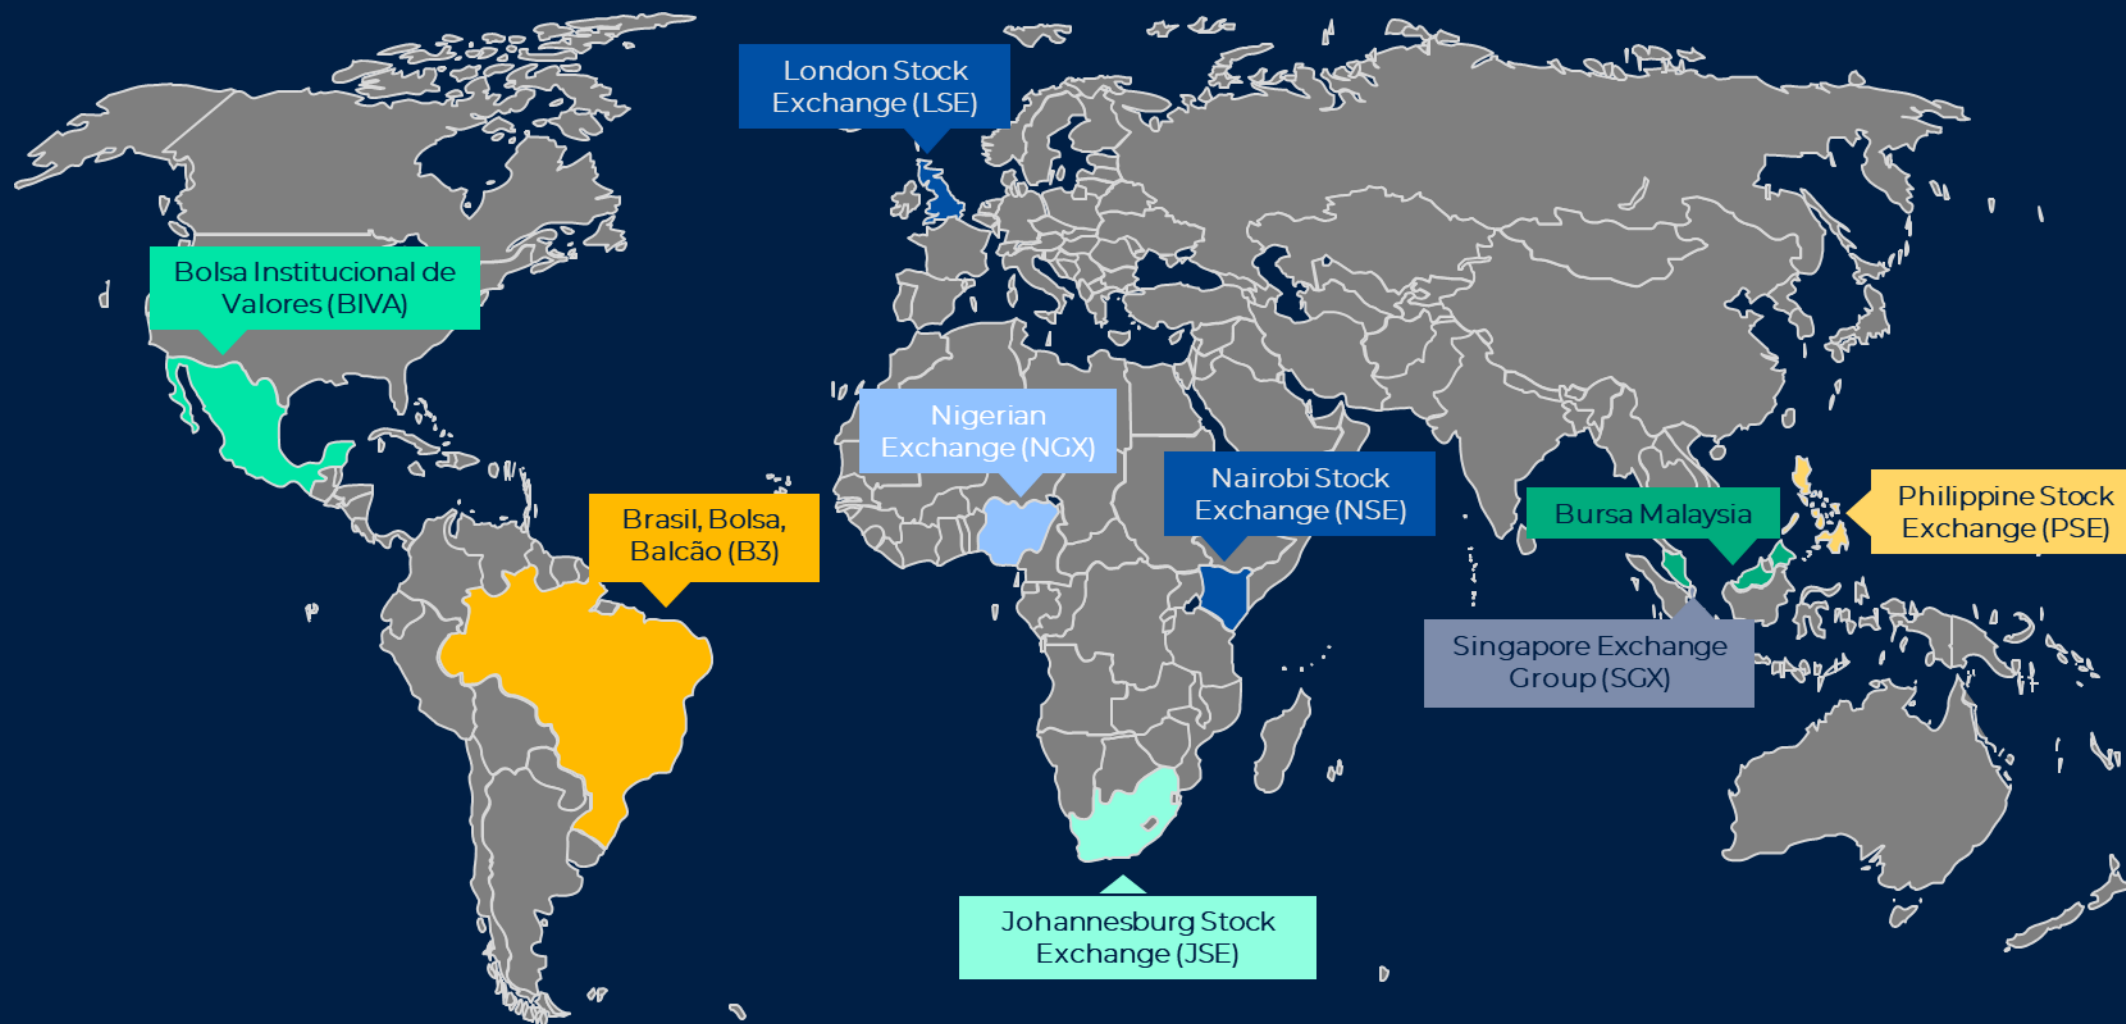 London Stock
Exchange (LSE)
Bolsa Institucional de
Valores (BIVA)
Nigerian
Exchange (NGX)
Nairobi Stock
Exchange (NSE)
Brasil, Bolsa,
Balcão (B3)
Bursa Malaysia
Philippine Stock
Exchange (PSE)
Singapore Exchange
Group (SGX)
Johannesburg Stock
Exchange (JSE)